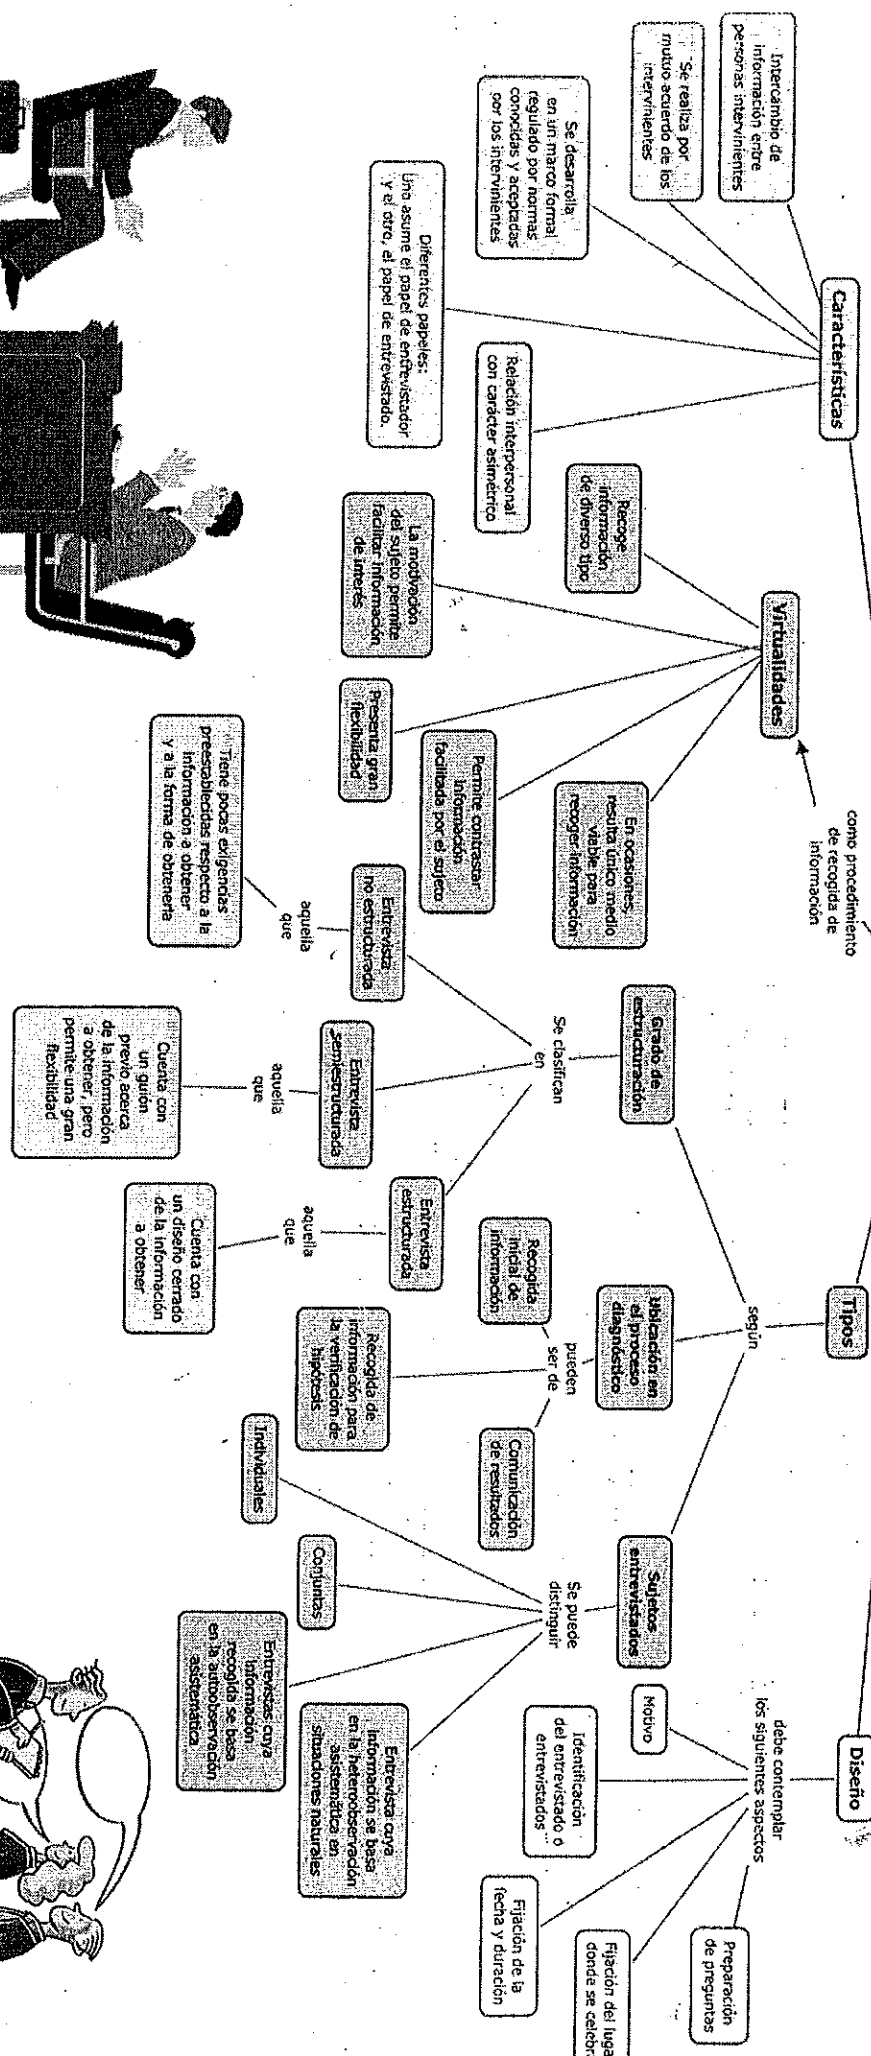 Características
Intercambio de
información entre
personas intervinientes
Se realiza por
mutuo acuerdo de los
intervinientes
Se desarrolla
en un marco formal
regulado por normas
conocidas y aceptadas
por los intervinientes
Diferentes papeles:
Uno asume el papel de entrevistador
y el otro, el papel de entrevistado.
Relación interpersonal
con carácter asimétrico
como procedimiento
de recogida de
información
Virtualidades
Recoge
información
de diverso tipo
La motivación
del sujeto permite
facilitar información
de interés
Presenta gran
flexibilidad
Permite contrastar
información
facilitada por el sujeto
En ocasiones,
resulta único medio
viable para
recoger información
Tipos
según
Grado de
estructuración
Se clasifican
en
Entrevista
no estructurada
aquella
que
Tiene pocas exigencias
preestablecidas respecto a la
información a obtener
y a la forma de obtenerla
Entrevista
semiestructurada
aquella
que
Cuenta con
un guión
previo acerca
de la información
a obtener, pero
permite una gran
flexibilidad
Entrevista
estructurada
aquella
que
Cuenta con
un diseño cerrado
de la información
a obtener
Ubicación en
el proceso
diagnóstico
pueden
ser de
Recogida
inicial de
información
Recogida de
información para
la verificación de
hipótesis
Comunicación
de resultados
Sujetos
entrevistados
Se puede
distinguir
Individuales
Conjuntas
Entrevistas cuya
información
recogida se basa
en la autoobservación
asistemática
Entrevista cuya
información se basa
en la heteroobservación
asistemática en
situaciones naturales
Diseño
debe contemplar
los siguientes aspectos
Motivo
Identificación
del entrevistado o
entrevistados
Fijación de la
fecha y duración
Fijación del luga
donde se celebr
Preparación
de preguntas